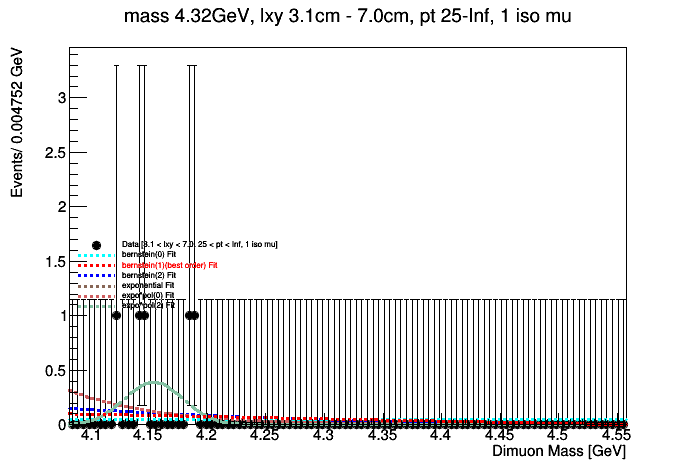 mass 4.32GeV, lxy 3.1cm - 7.0cm, pt 25-Inf, 1 iso mu
Events/ 0.004752 GeV
3
2.5
2
1.5
1
0.5
0
Data [3.1 < lxy < 7.0, 25 < pt < Inf, 1 iso mu]
bernstein(0) Fit
bernstein(1)(best order) Fit
bernstein(2) Fit
exponential Fit
expo*pol(0) Fit
expo*pol(2) Fit
4.1 4.15 4.2 4.25 4.3 4.35 4.4 4.45 4.5 4.55
Dimuon Mass [GeV]